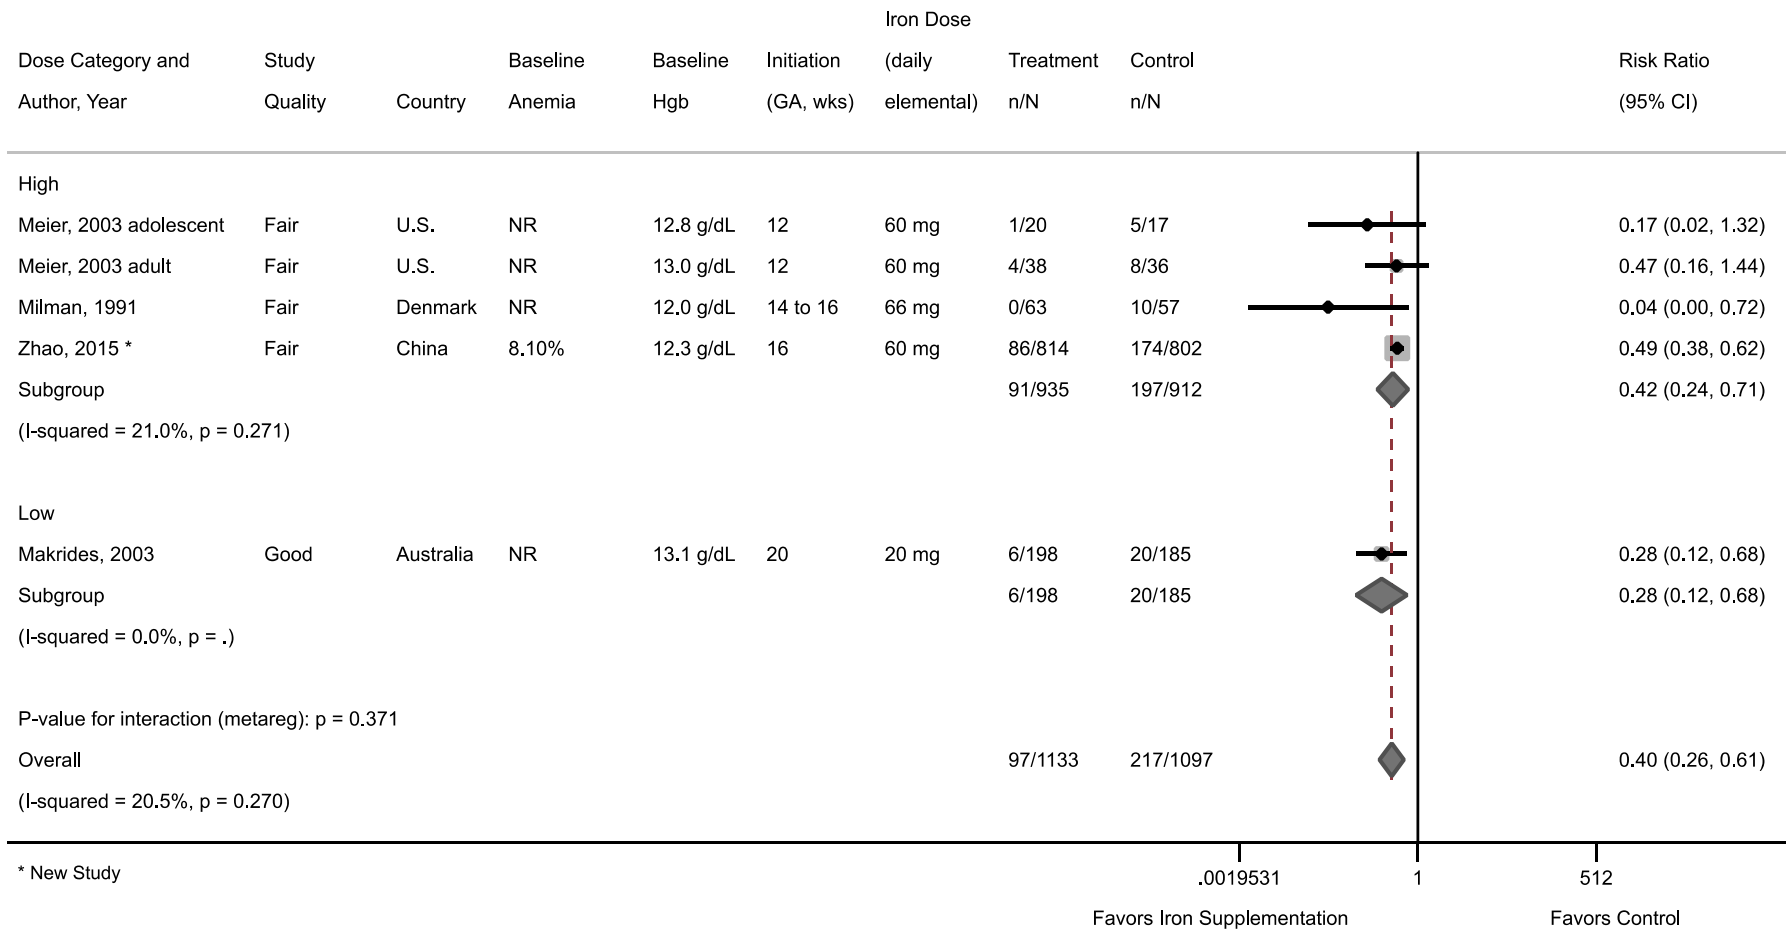 Iron Dose
Dose Category and Study Baseline Baseline Initiation (daily Treatment Control Risk Ratio
Author, Year Quality Country Anemia Hgb (GA, wks) elemental) n/N n/N (95% CI)
High
Meier, 2003 adolescent Fair U.S. NR 12.8 g/dL 12 60 mg 1/20 5/17 0.17 (0.02, 1.32)
Meier, 2003 adult Fair U.S. NR 13.0 g/dL 12 60 mg 4/38 8/36 0.47 (0.16, 1.44)
Milman, 1991 Fair Denmark NR 12.0 g/dL 14 to 16 66 mg 0/63 10/57 0.04 (0.00, 0.72)
Zhao, 2015 * Fair China 8.10% 12.3 g/dL 16 60 mg 86/814 174/802 0.49 (0.38, 0.62)
Subgroup 91/935 197/912 0.42 (0.24, 0.71)
(I-squared = 21.0%, p = 0.271)
Low
Makrides, 2003 Good Australia NR 13.1 g/dL 20 20 mg 6/198 20/185 0.28 (0.12, 0.68)
Subgroup 6/198 20/185 0.28 (0.12, 0.68)
(I-squared = 0.0%, p = .)
P-value for interaction (metareg): p = 0.371
Overall 97/1133 217/1097 0.40 (0.26, 0.61)
(I-squared = 20.5%, p = 0.270)
* New Study
.0019531 1 512
Favors Iron Supplementation Favors Control